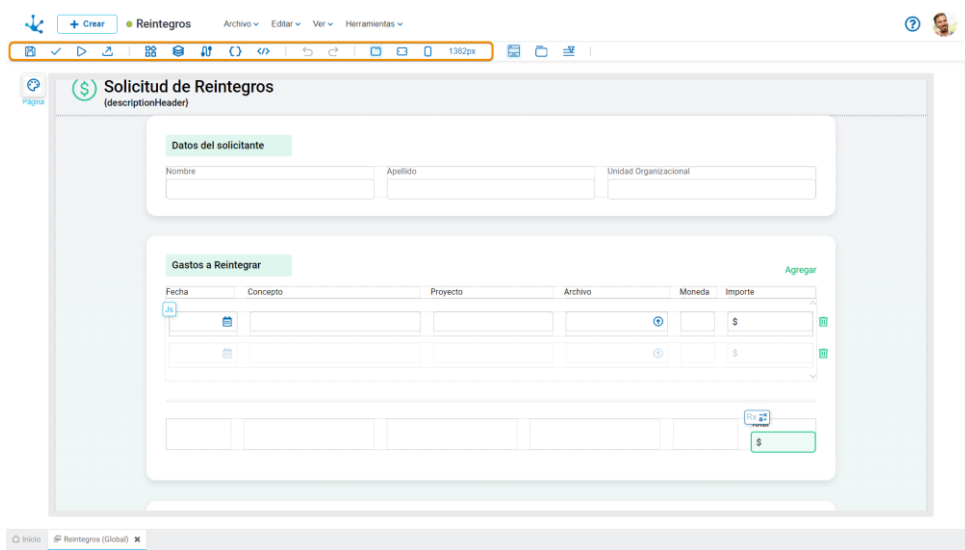 + Crear
Reintegros
Archivo Editar Ver Herramientas
1382px
Página
Solicitud de Reintegros
{descriptionHeader}
Datos del solicitante
Nombre Apellido Unidad Organizacional
Gastos a Reintegrar
Agregar
Fecha Concepto Proyecto Archivo Moneda Importe
Js
$
$
Rx
Total
$
Inicio Reintegros (Global)